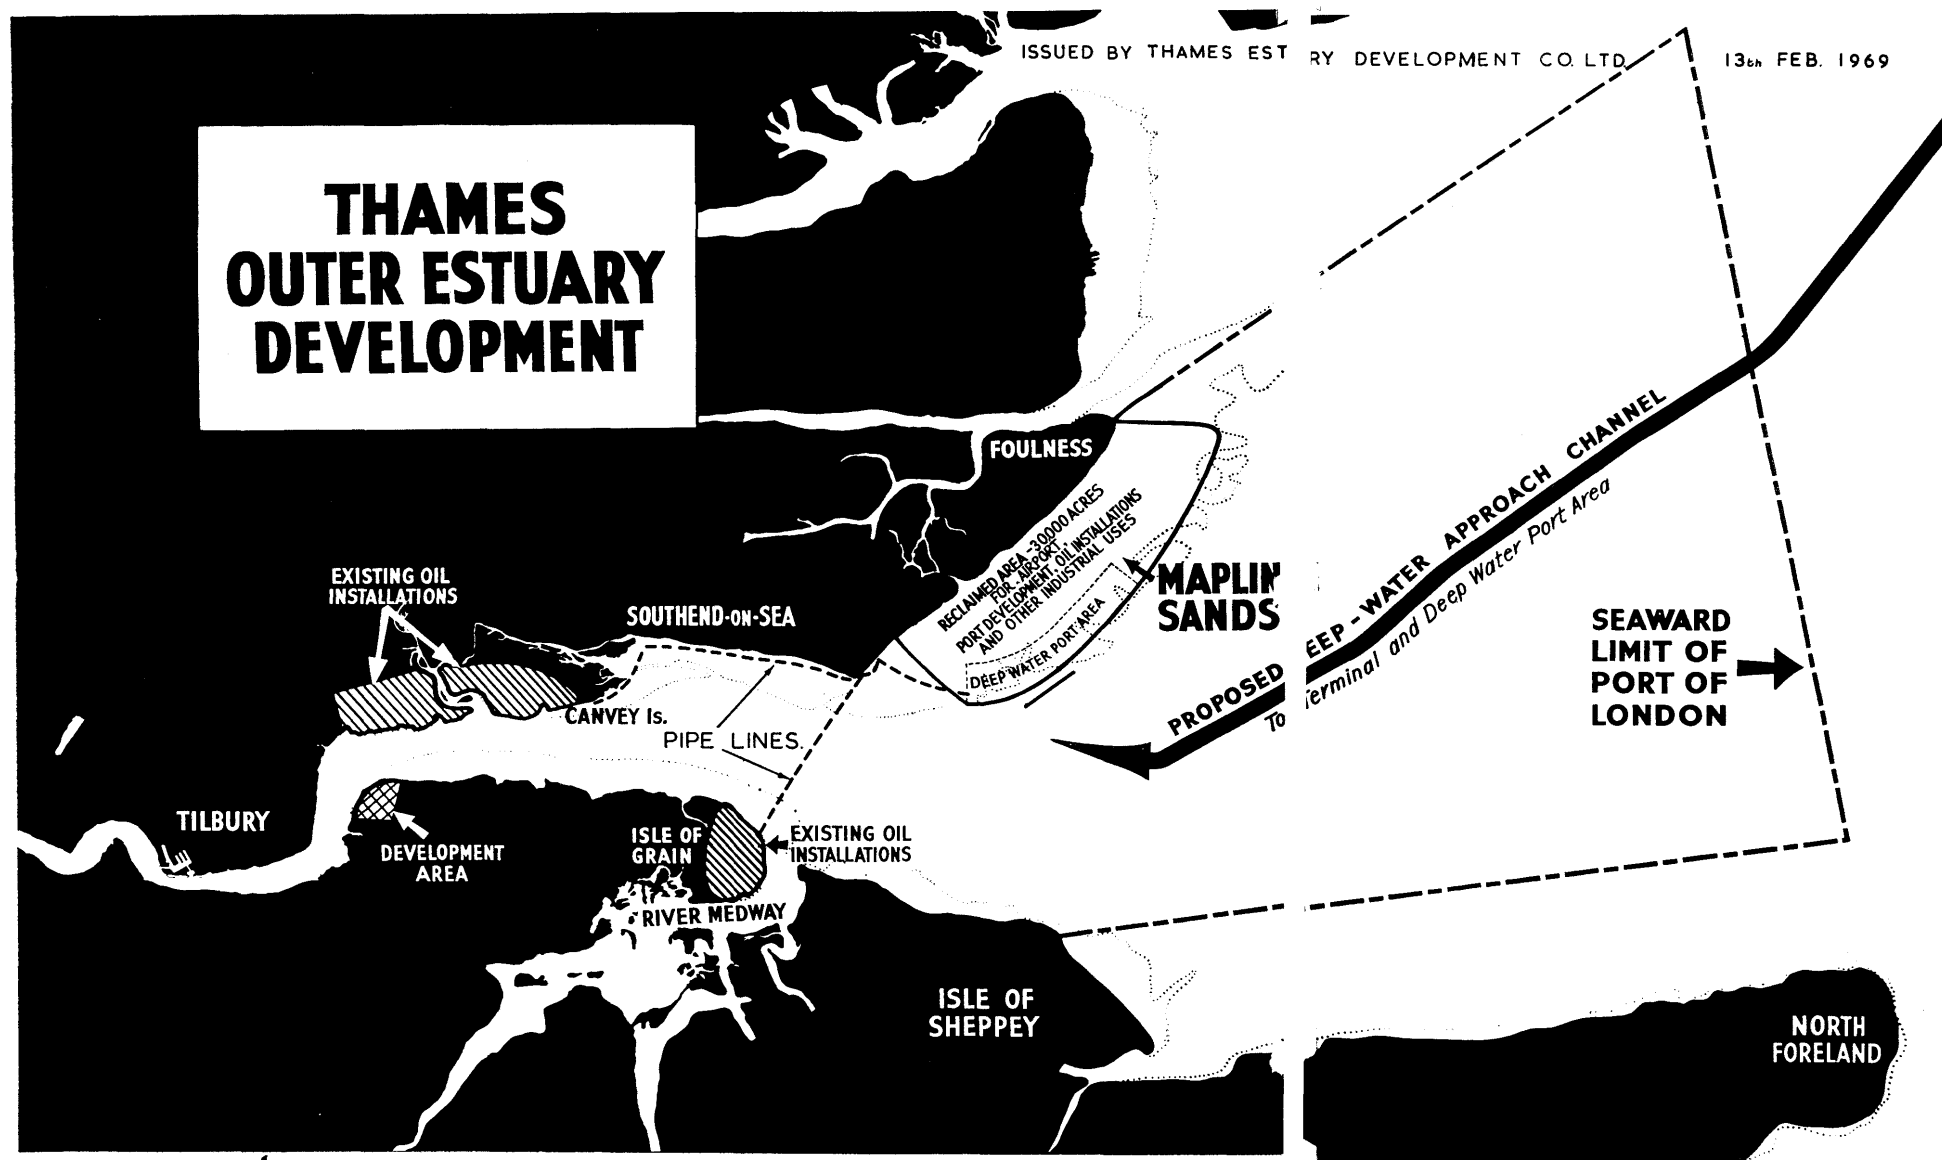 ISSUED BY THAMES EST RY DEVELOPMENT CO. LTD. 13th FEB. 1969
THAMES
OUTER ESTUARY
DEVELOPMENT
FOULNESS
RECLAIMED AREA - 30000 ACRES
FOR - AIRPORT,
PORT DEVELOPMENT, OIL INSTALLATIONS
AND OTHER INDUSTRIAL USES
DEEP WATER PORT AREA
MAPLIN
SANDS
PROPOSED EEP-WATER APPROACH CHANNEL
To Terminal and Deep Water Port Area
EXISTING OIL
INSTALLATIONS
SOUTHEND-ON-SEA
CANVEY Is.
PIPE LINES.
SEAWARD
LIMIT OF
PORT OF
LONDON
TILBURY
DEVELOPMENT
AREA
ISLE OF
GRAIN
EXISTING OIL
INSTALLATIONS
RIVER MEDWAY
ISLE OF
SHEPPEY
NORTH
FORELAND